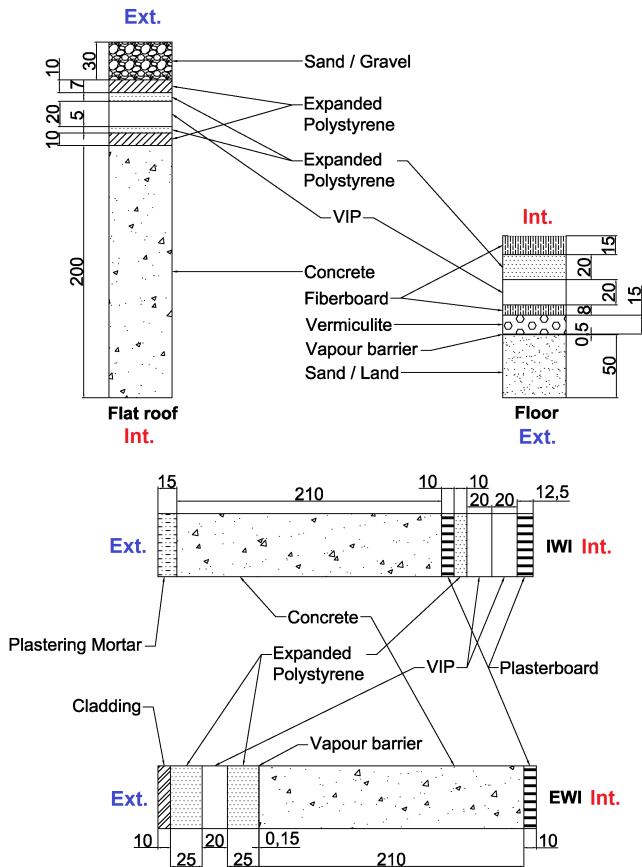 Ext.
30
Sand / Gravel
10
7
Expanded
Polystyrene
20
5
10
Expanded
Polystyrene
VIP
Int.
15
20
200
Concrete
20
15
Fiberboard
8
Vermiculite
0,5
Vapour barrier
Sand / Land
50
Flat roof
Int.
Floor
Ext.
15
210
10
10
20
20
12,5
Ext.
IWI Int.
Concrete
Plastering Mortar
Expanded
Polystyrene
VIP
Plasterboard
Cladding
Vapour barrier
Ext.
EWI Int.
10
25
20
25
0,15
210
10